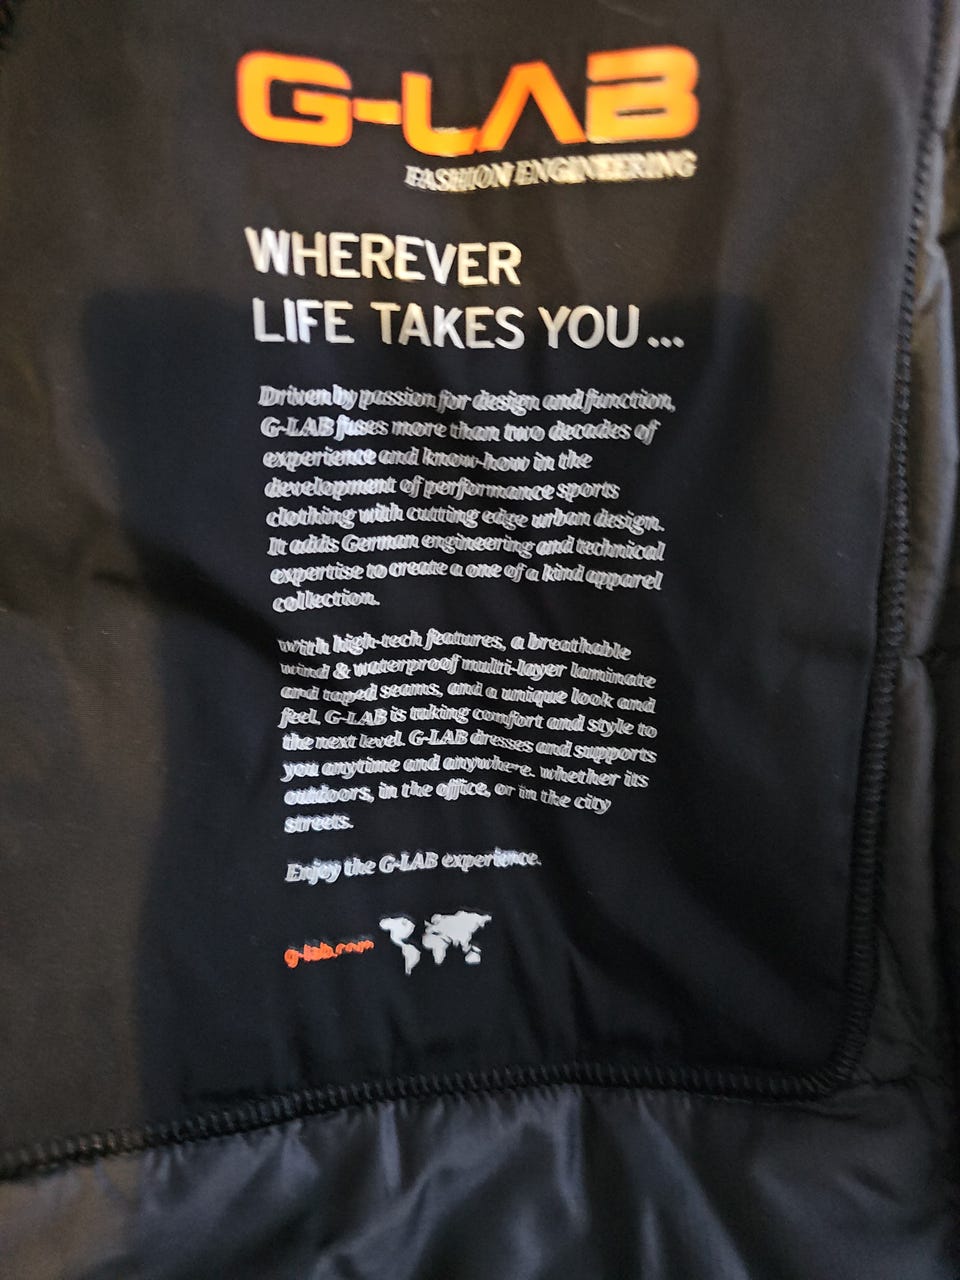 G-LAB
FASHION ENGINEERING
WHEREVER
LIFE TAKES YOU...
Driven by passion for design and function,
G-LAB fuses more than two decades of
experience and know-how in the
development of performance sports
clothing with cutting edge urban design.
It adds German engineering and technical
expertise to create a one of a kind apparel
collection.
With high-tech features, a breathable
wind & waterproof multi-layer laminate
and taped seams, and a unique look and
feel, G-LAB is taking comfort and style to
the next level. G-LAB dresses and supports
you anytime and anywhere. whether its
outdoors, in the office, or in the city
streets.
Enjoy the G-LAB experience.
g-lab.com